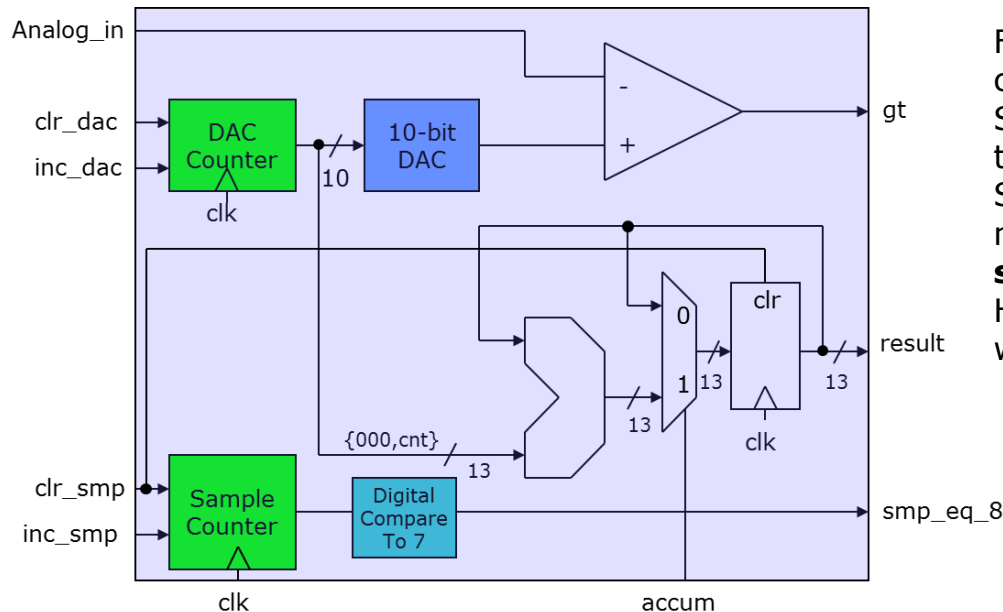 Analog_in
clr_dac
inc_dac
DAC
Counter
clk
10
10-bit
DAC
-
+
gt
clr
0
1
13
13
13
result
clk
{000,cnt}
13
clr_smp
inc_smp
Sample
Counter
clk
Digital
Compare
To 7
smp_eq_8
accum